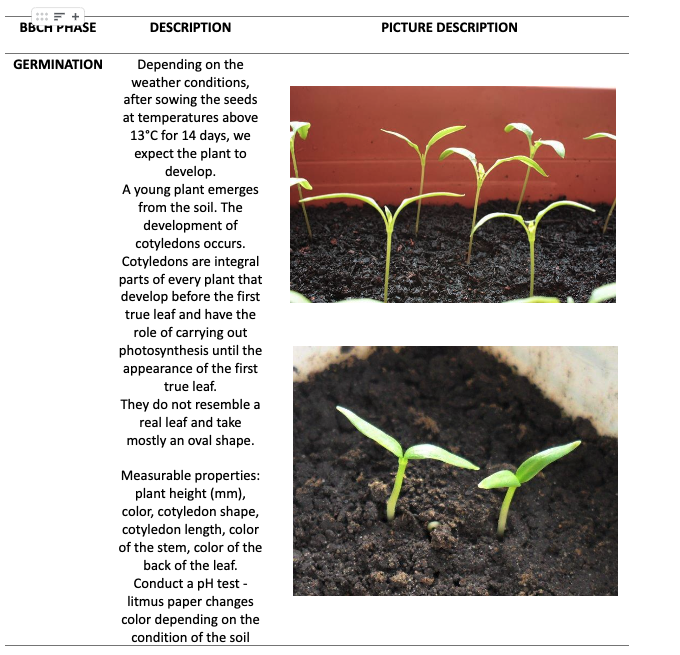 BBCH PHASE
DESCRIPTION
PICTURE DESCRIPTION
GERMINATION
Depending on the
weather conditions,
after sowing the seeds
at temperatures above
13°C for 14 days, we
expect the plant to
develop.
A young plant emerges
from the soil. The
development of
cotyledons occurs.
Cotyledons are integral
parts of every plant that
develop before the first
true leaf and have the
role of carrying out
photosynthesis until the
appearance of the first
true leaf.
They do not resemble a
real leaf and take
mostly an oval shape.
Measurable properties:
plant height (mm),
color, cotyledon shape,
cotyledon length, color
of the stem, color of the
back of the leaf.
Conduct a pH test -
litmus paper changes
color depending on the
condition of the soil